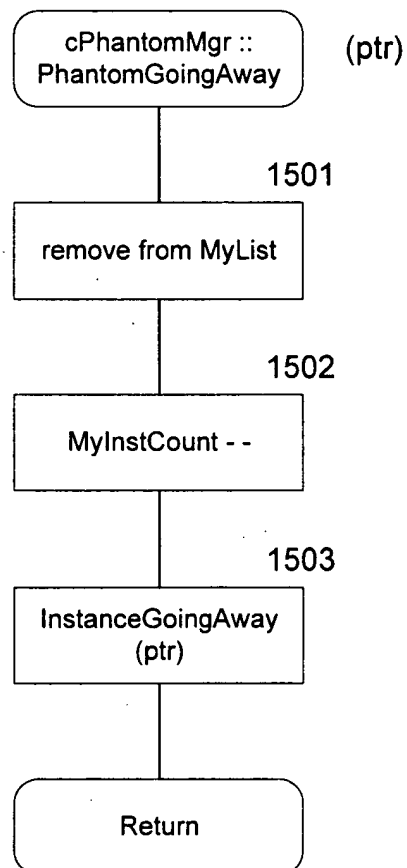 cPhantomMgr ::
PhantomGoingAway
(ptr)
1501
remove from MyList
1502
MyInstCount - -
1503
InstanceGoingAway
(ptr)
Return